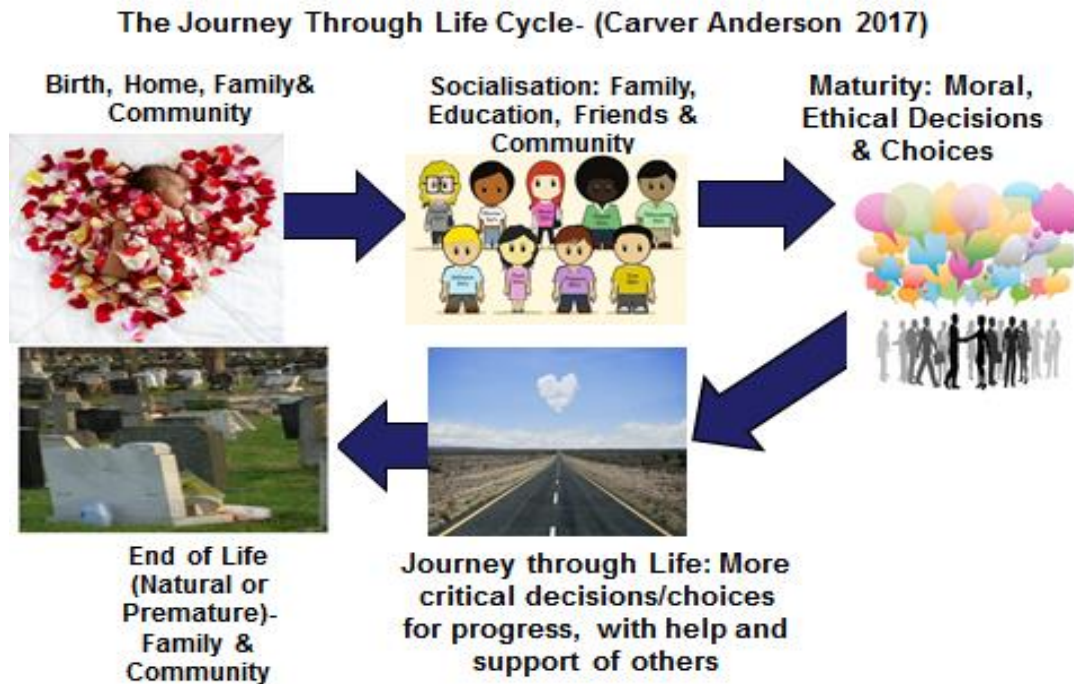 The Journey Through Life Cycle- (Carver Anderson 2017)
Birth, Home, Family&
Community
Socialisation: Family,
Education, Friends &
Community
Maturity: Moral,
Ethical Decisions
& Choices
End of Life
(Natural or
Premature)-
Family &
Community
Journey through Life: More
critical decisions/choices
for progress, with help and
support of others